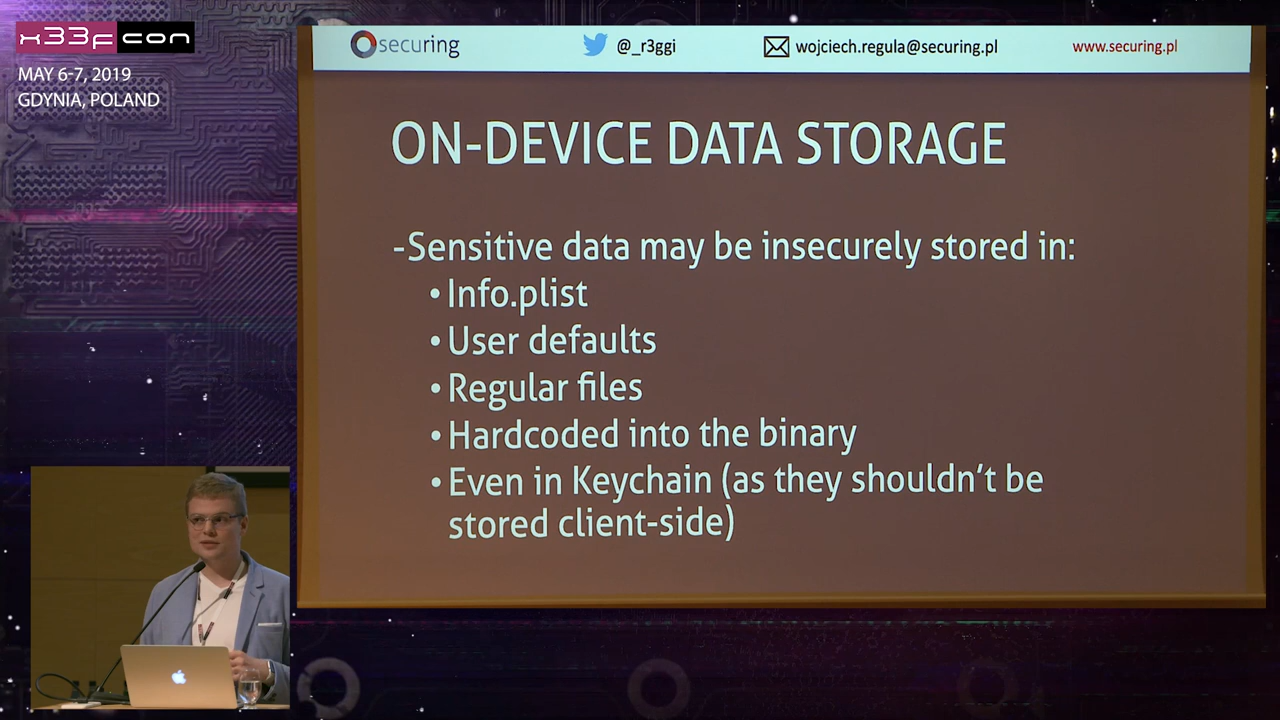 x33fcon
MAY 6-7, 2019
GDYNIA, POLAND
securing
@_r3ggi
wojciech.regula@securing.pl
www.securing.pl
ON-DEVICE DATA STORAGE
-Sensitive data may be insecurely stored in:
•Info.plist
•User defaults
•Regular files
•Hardcoded into the binary
•Even in Keychain (as they shouldn't be
stored client-side)